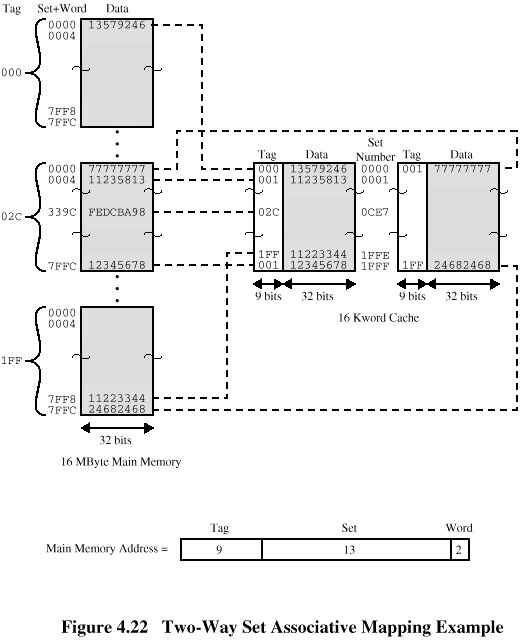 Tag Set+Word Data
0000 13579246
0004
000
7FF8
7FFC
Set
Tag Data Number Tag Data
0000 77777777 000 13579246 0000 001 77777777
0004 11235813 001 11235813 0001
02C 339C FEDCBA98 02C 0CE7
1FF 11223344 1FFE
7FFC 12345678 001 12345678 1FFF 1FF 24682468
9 bits 32 bits 9 bits 32 bits
16 Kword Cache
0000
0004
1FF
7FF8 11223344
7FFC 24682468
32 bits
16 MByte Main Memory
Tag Set Word
Main Memory Address = 9 13 2
Figure 4.22 Two-Way Set Associative Mapping Example